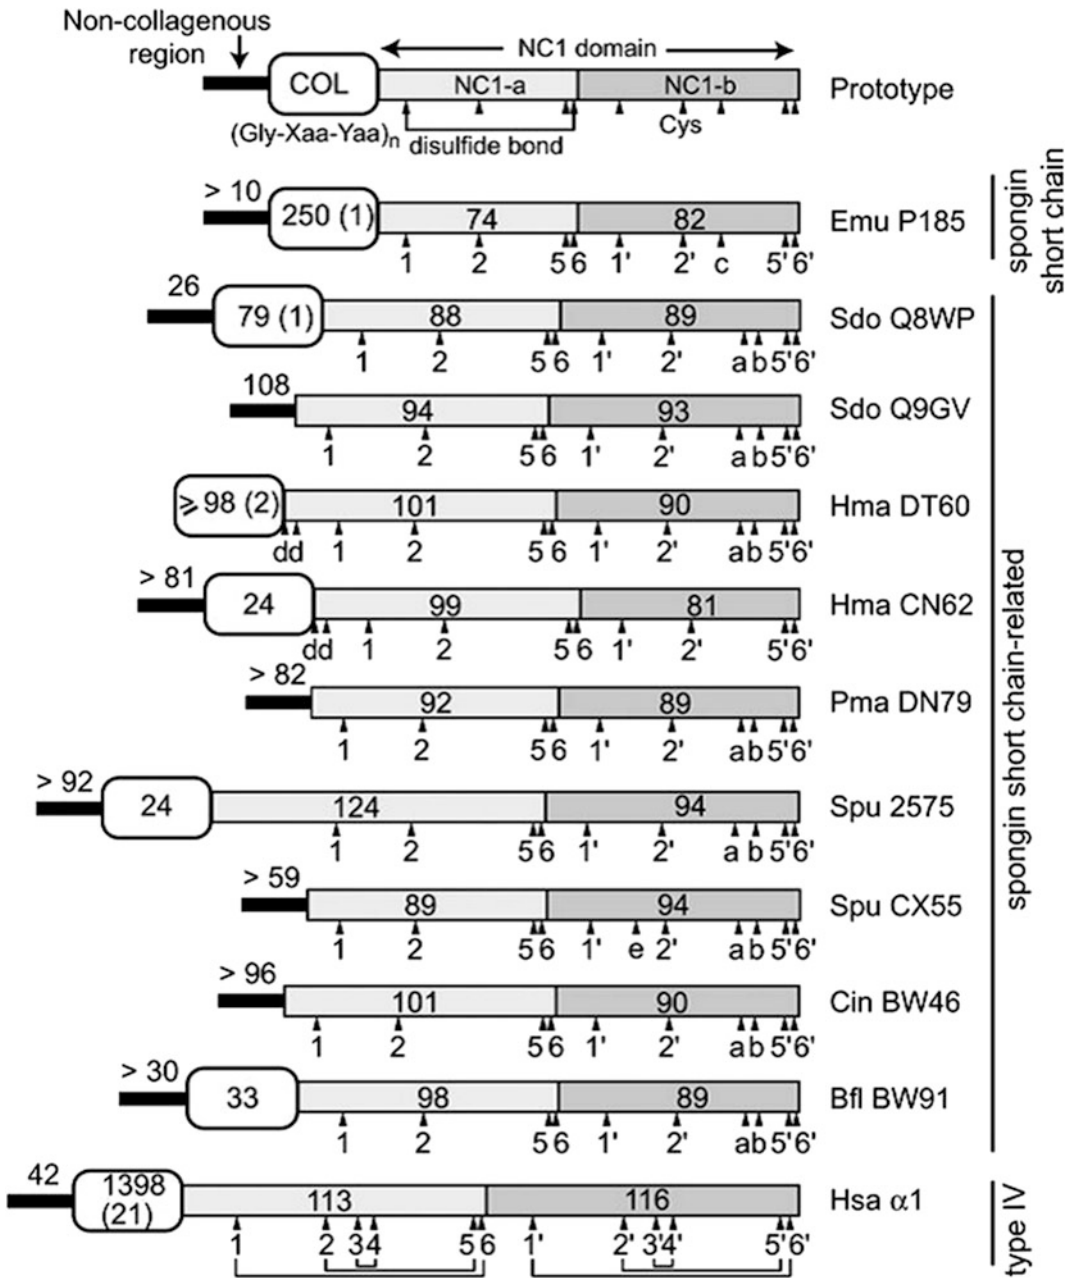 Non-collagenous
region
NC1 domain
COL
NC1-a
NC1-b
Prototype
(Gly-Xaa-Yaa)n
disulfide bond
Cys
> 10
250 (1)
74
82
Emu P185
1 2 5 6 1' 2' c 5' 6'
spongin
short chain
26
79 (1)
88
89
Sdo Q8WP
1 2 5 6 1' 2' a b 5' 6'
108
94
93
Sdo Q9GV
1 2 5 6 1' 2' a b 5' 6'
⩾ 98 (2)
101
90
Hma DT60
d d 1 2 5 6 1' 2' a b 5' 6'
> 81
24
99
81
Hma CN62
d d 1 2 5 6 1' 2' 5' 6'
> 82
92
89
Pma DN79
1 2 5 6 1' 2' a b 5' 6'
> 92
24
124
94
Spu 2575
1 2 5 6 1' 2' a b 5' 6'
> 59
89
94
Spu CX55
1 2 5 6 1' e 2' a b 5' 6'
> 96
101
90
Cin BW46
1 2 5 6 1' 2' a b 5' 6'
> 30
33
98
89
Bfl BW91
1 2 5 6 1' 2' a b 5' 6'
spongin short chain-related
42
1398
(21)
113
116
Hsa α1
1 2 3 4 5 6 1' 2' 3' 4' 5' 6'
type IV